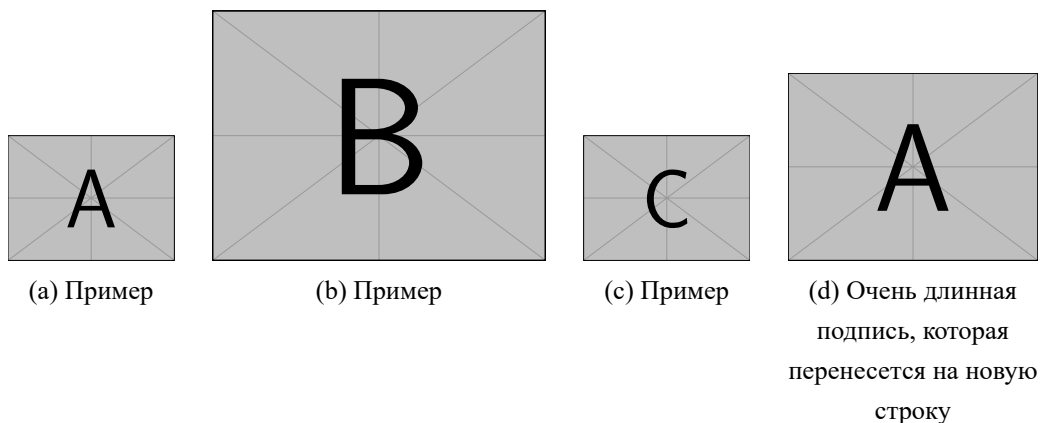 A
B
C
A
(a) Пример
(b) Пример
(c) Пример
(d) Очень длинная
подпись, которая
перенесется на новую
строку